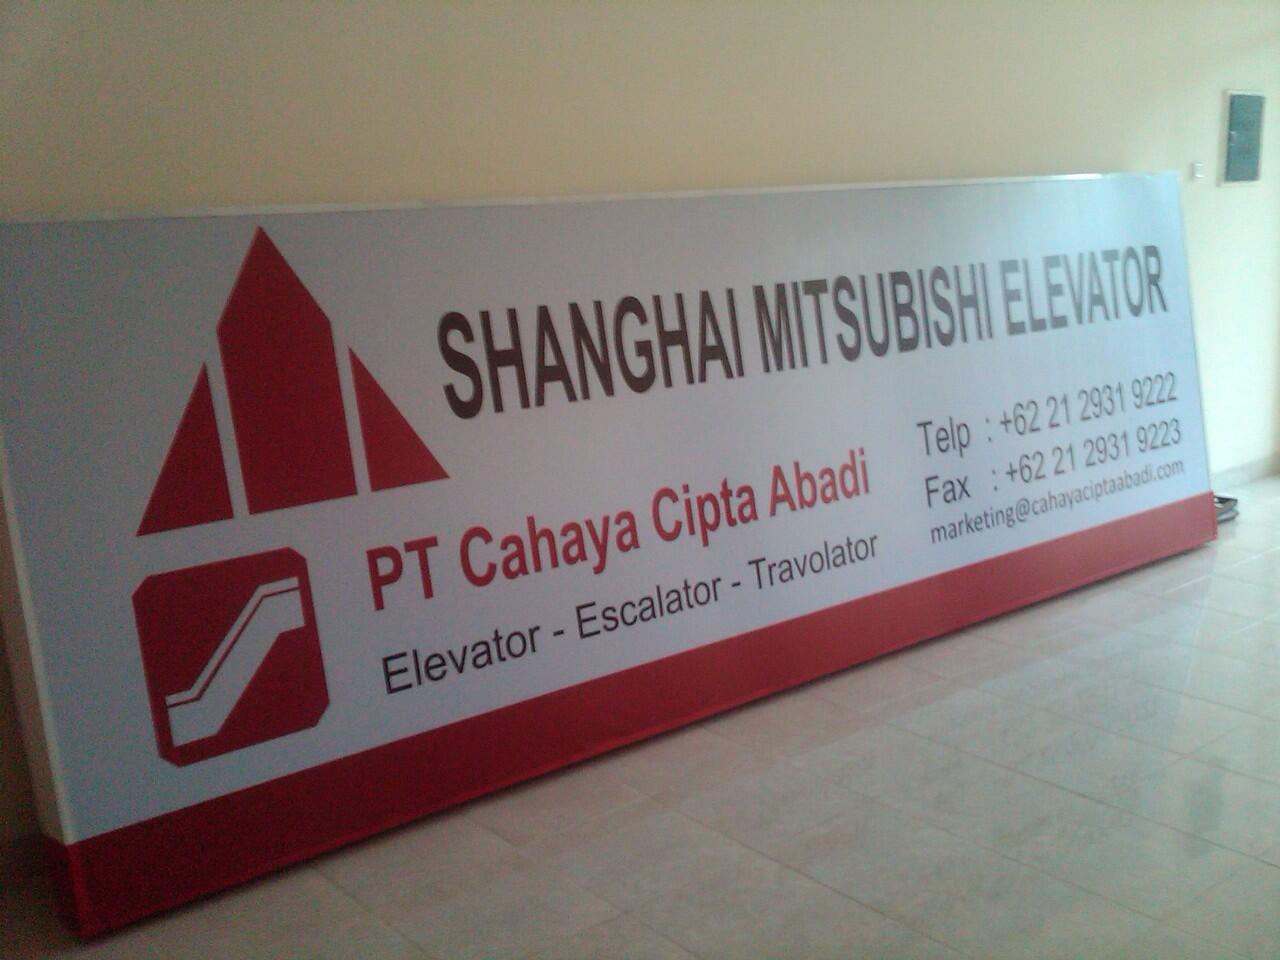 SHANGHAI MITSUBISHI ELEVATOR
PT Cahaya Cipta Abadi
Elevator - Escalator - Travolator
Telp : +62 21 2931 9222
Fax : +62 21 2931 9223
marketing@cahayaciptaabadi.com